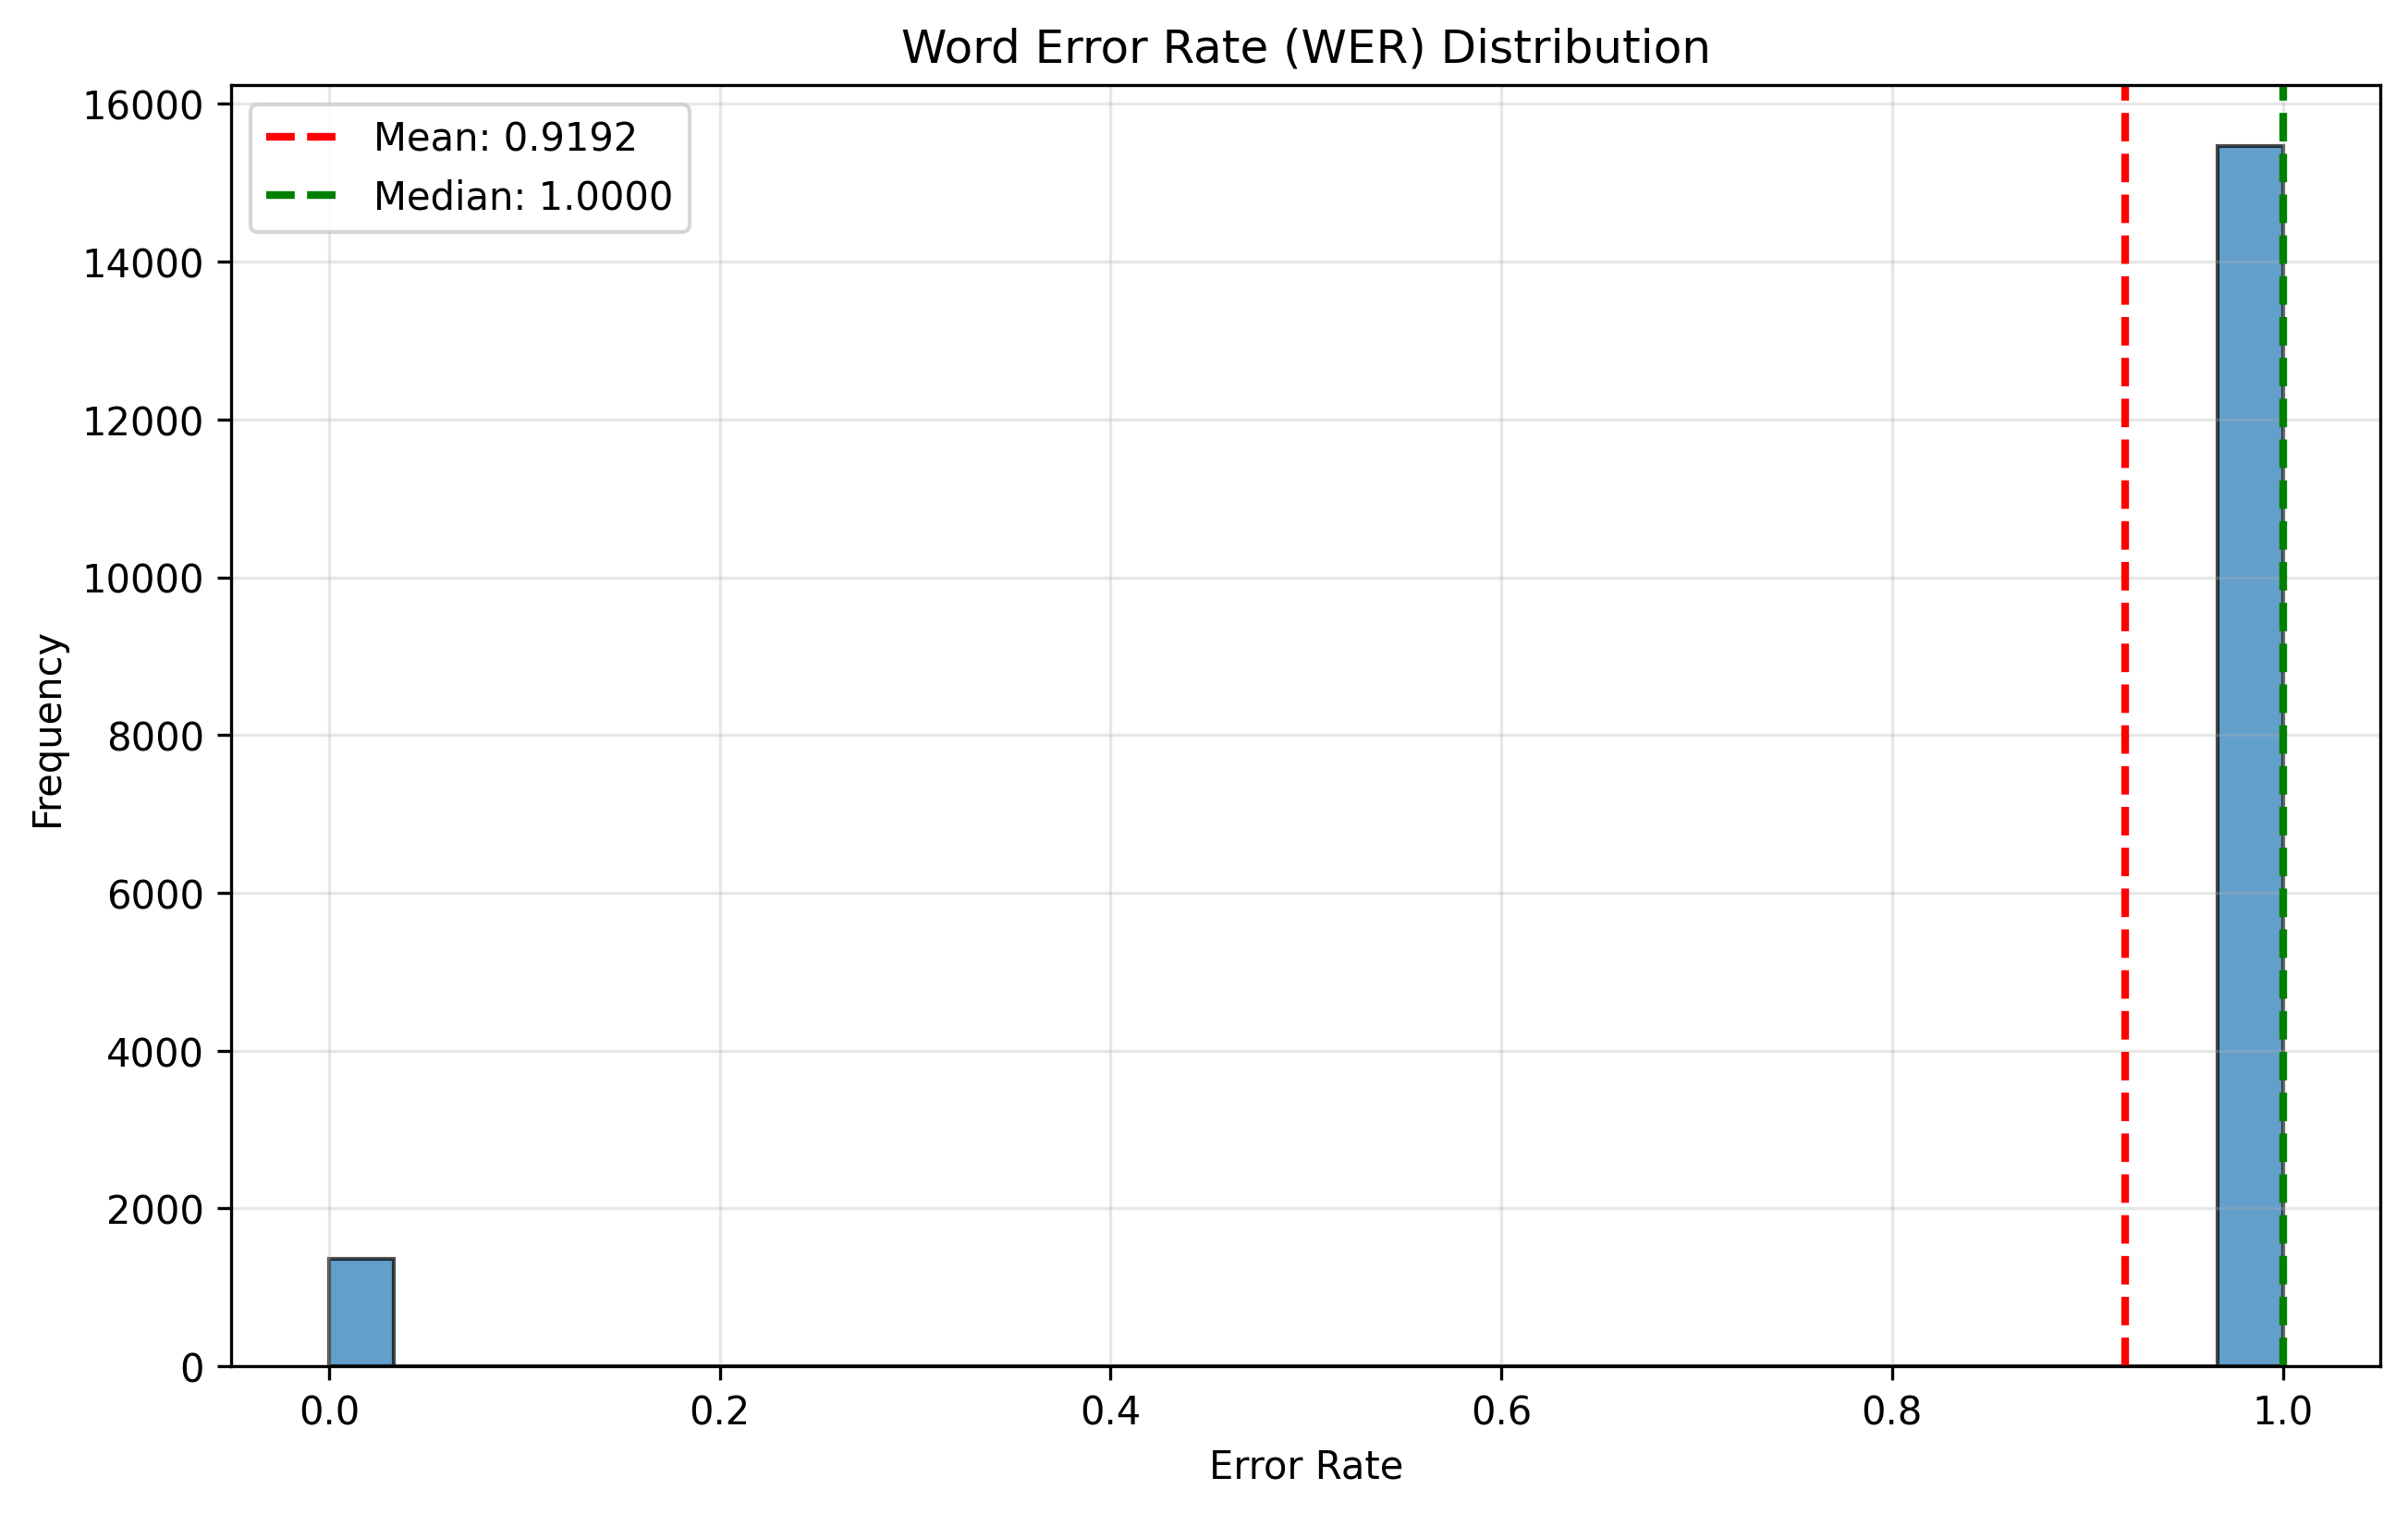 Word Error Rate (WER) Distribution
Mean: 0.9192
Median: 1.0000
16000
14000
12000
10000
8000
6000
4000
2000
0
Frequency
0.0 0.2 0.4 0.6 0.8 1.0
Error Rate